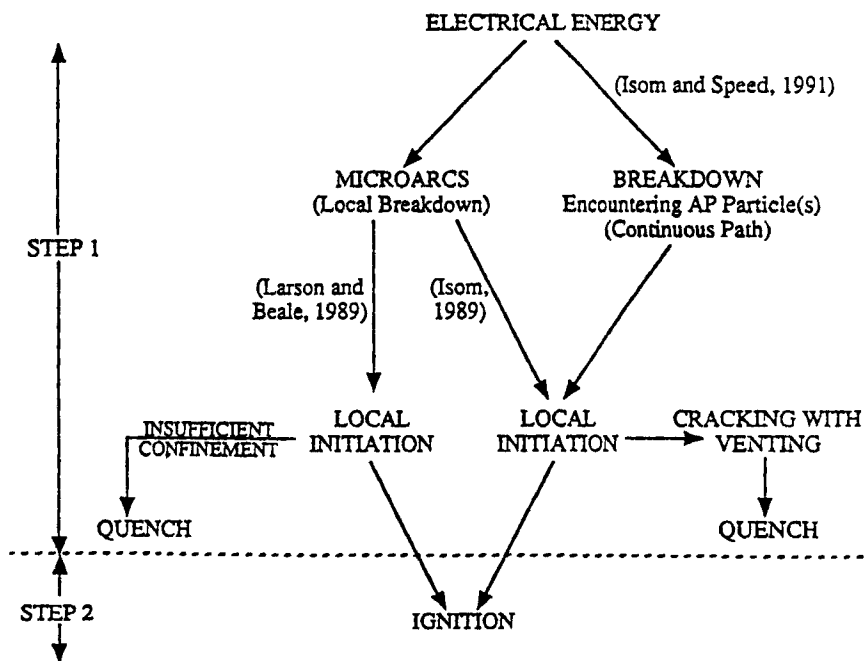 ELECTRICAL ENERGY
(Isom and Speed, 1991)
MICROARCS
(Local Breakdown)
BREAKDOWN
Encountering AP Particle(s)
(Continuous Path)
STEP 1
(Larson and
Beale, 1989)
(Isom,
1989)
INSUFFICIENT
CONFINEMENT
LOCAL
INITIATION
LOCAL
INITIATION
CRACKING WITH
VENTING
QUENCH
QUENCH
STEP 2
IGNITION